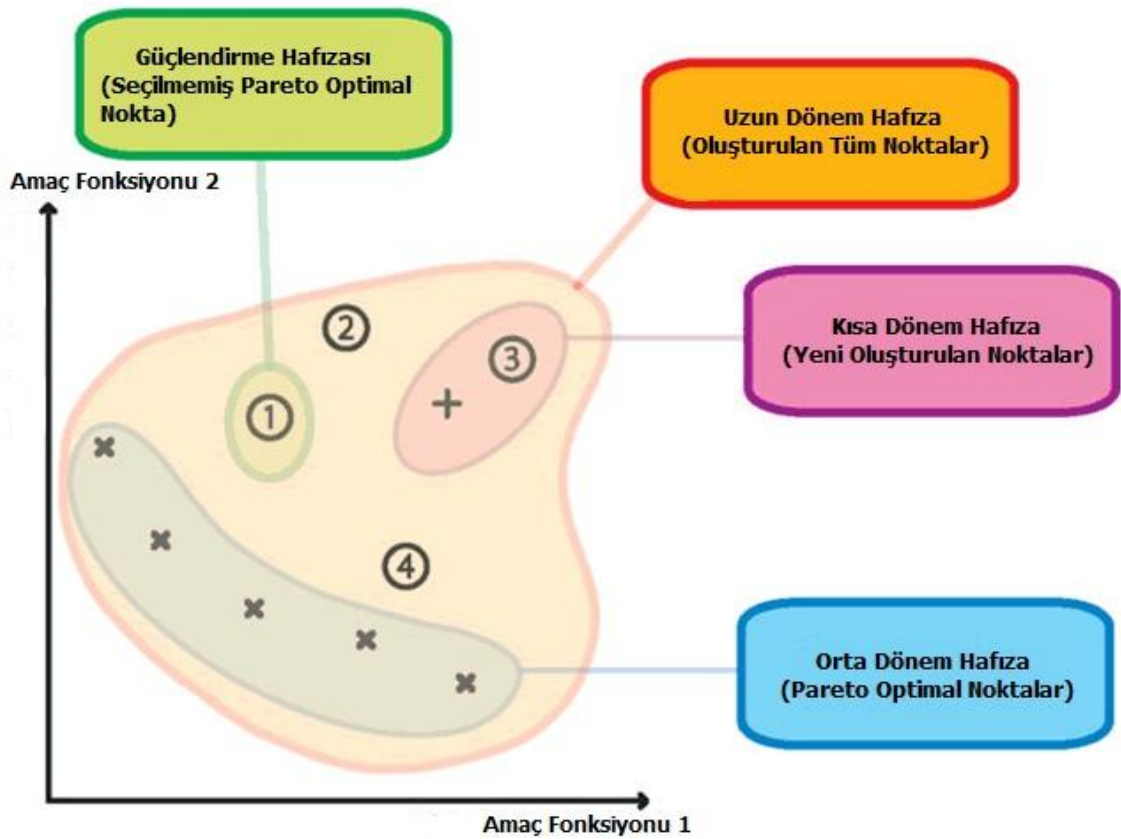 Güçlendirme Hafızası
(Seçilmemiş Pareto Optimal
Nokta)
Uzun Dönem Hafıza
(Oluşturulan Tüm Noktalar)
Amaç Fonksiyonu 2
Kısa Dönem Hafıza
(Yeni Oluşturulan Noktalar)
2
3
1
4
Orta Dönem Hafıza
(Pareto Optimal Noktalar)
Amaç Fonksiyonu 1